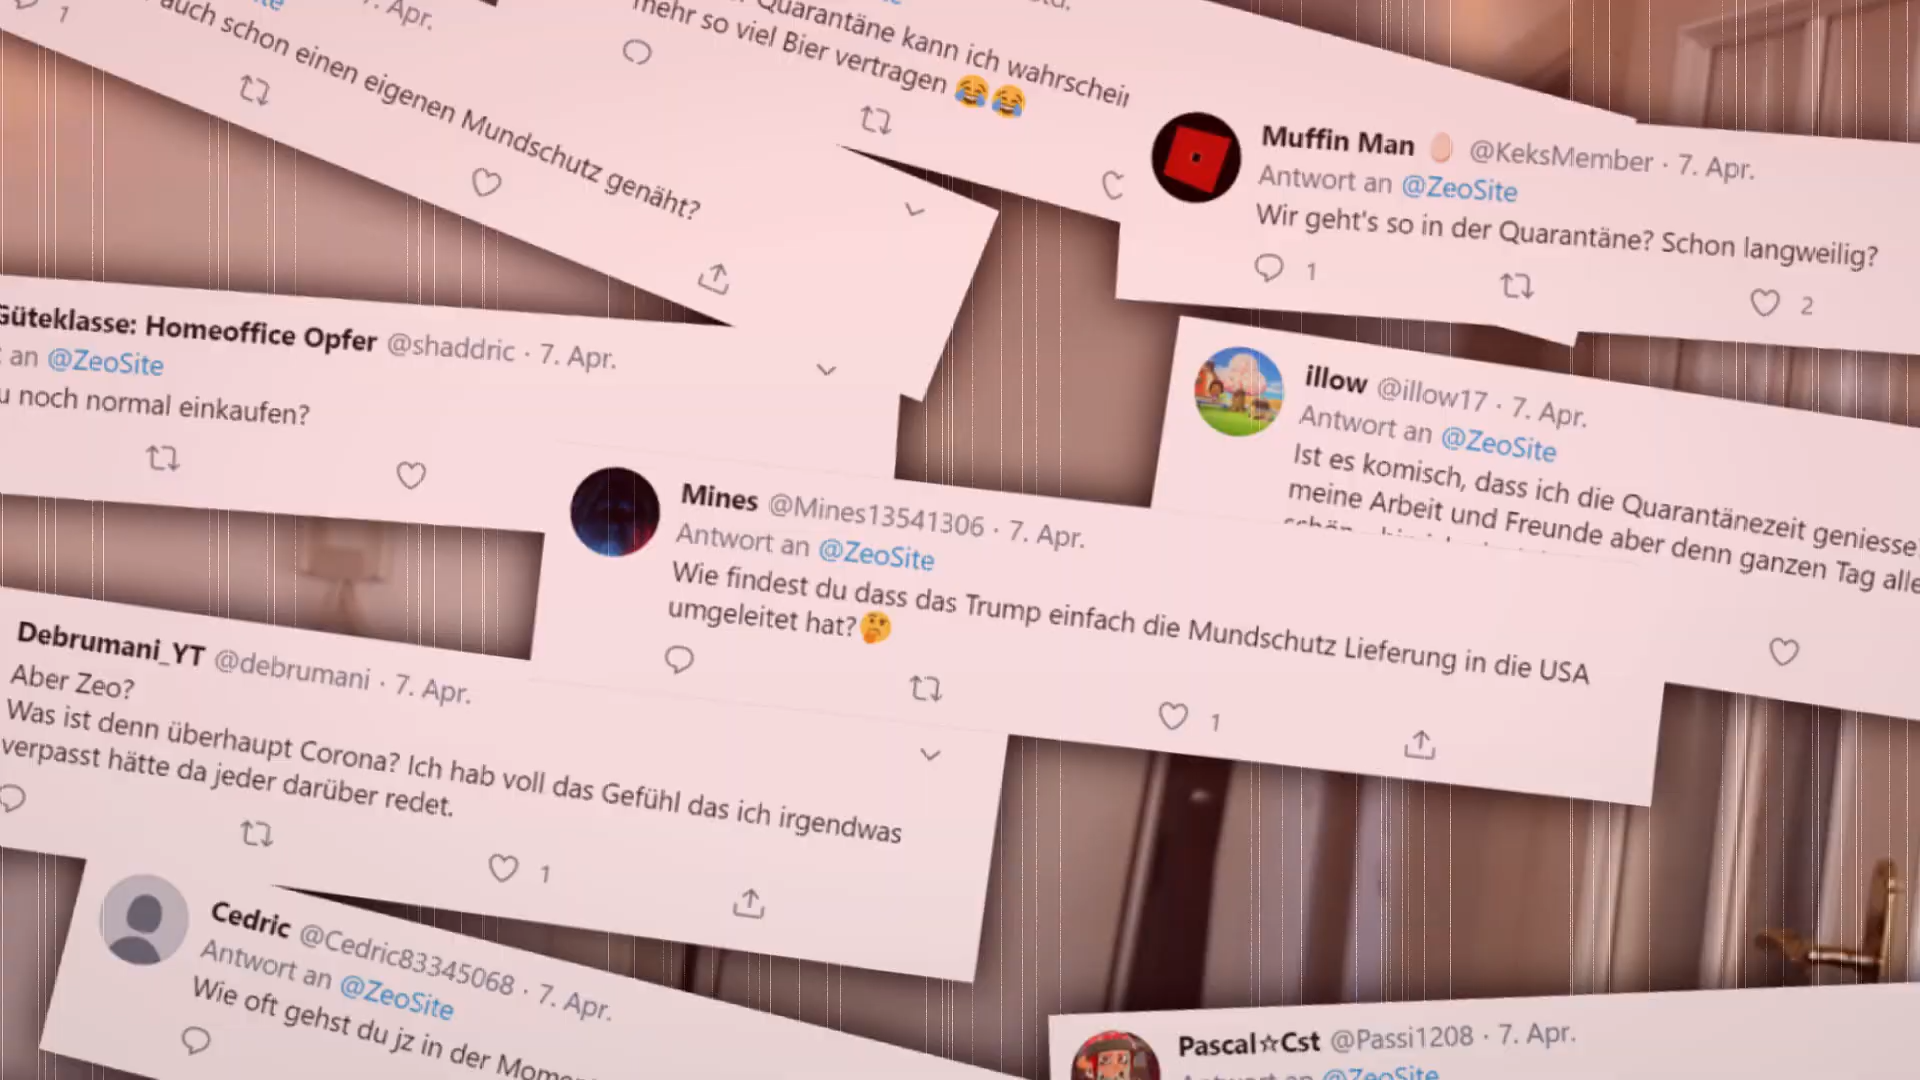 1
7. Apr.
auch schon einen eigenen Mundschutz genäht?
Quarantäne kann ich
mehr so viel Bier vertragen 😂😂
Muffin Man 🥚 @KeksMember · 7. Apr.
Antwort an @ZeoSite
Wir geht's so in der Quarantäne? Schon langweilig?
1 2
Güteklasse: Homeoffice Opfer @shaddric · 7. Apr.
an @ZeoSite
noch normal einkaufen?
illow @illow17 · 7. Apr.
Antwort an @ZeoSite
Ist es komisch, dass ich die Quarantänezeit geniesse
meine Arbeit und Freunde aber denn ganzen Tag
Mines @Mines13541306 · 7. Apr.
Antwort an @ZeoSite
Wie findest du dass das Trump einfach die Mundschutz Lieferung in die USA
umgeleitet hat?🤔
1
Debrumani_YT @debrumani · 7. Apr.
Aber Zeo?
Was ist denn überhaupt Corona? Ich hab voll das Gefühl das ich irgendwas
verpasst hätte da jeder darüber redet.
1
Cedric @Cedric83345068 · 7. Apr.
Antwort an @ZeoSite
Wie oft gehst du jz in der
Pascal☆Cst @Passi1208 · 7. Apr.
Antwort an @ZeoSite